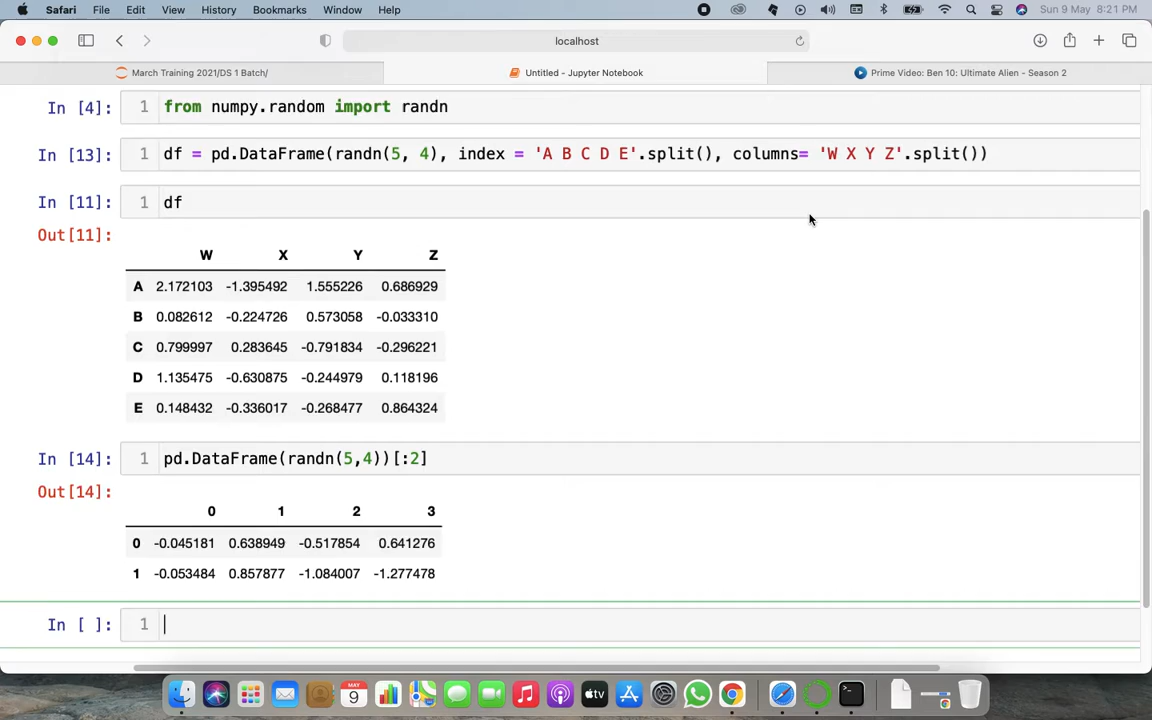 Safari File Edit View History Bookmarks Window Help Sun 9 May 8:21 PM
localhost
March Training 2021/DS 1 Batch/ Untitled - Jupyter Notebook Prime Video: Ben 10: Ultimate Alien - Season 2
In [4]: 1 from numpy.random import randn
In [13]: 1 df = pd.DataFrame(randn(5, 4), index = 'A B C D E'.split(), columns= 'W X Y Z'.split())
In [11]: 1 df
Out[11]:
W X Y Z
A 2.172103 -1.395492 1.555226 0.686929
B 0.082612 -0.224726 0.573058 -0.033310
C 0.799997 0.283645 -0.791834 -0.296221
D 1.135475 -0.630875 -0.244979 0.118196
E 0.148432 -0.336017 -0.268477 0.864324
In [14]: 1 pd.DataFrame(randn(5,4))[:2]
Out[14]:
0 1 2 3
0 -0.045181 0.638949 -0.517854 0.641276
1 -0.053484 0.857877 -1.084007 -1.277478
In [ ]: 1
MAY
9
tv